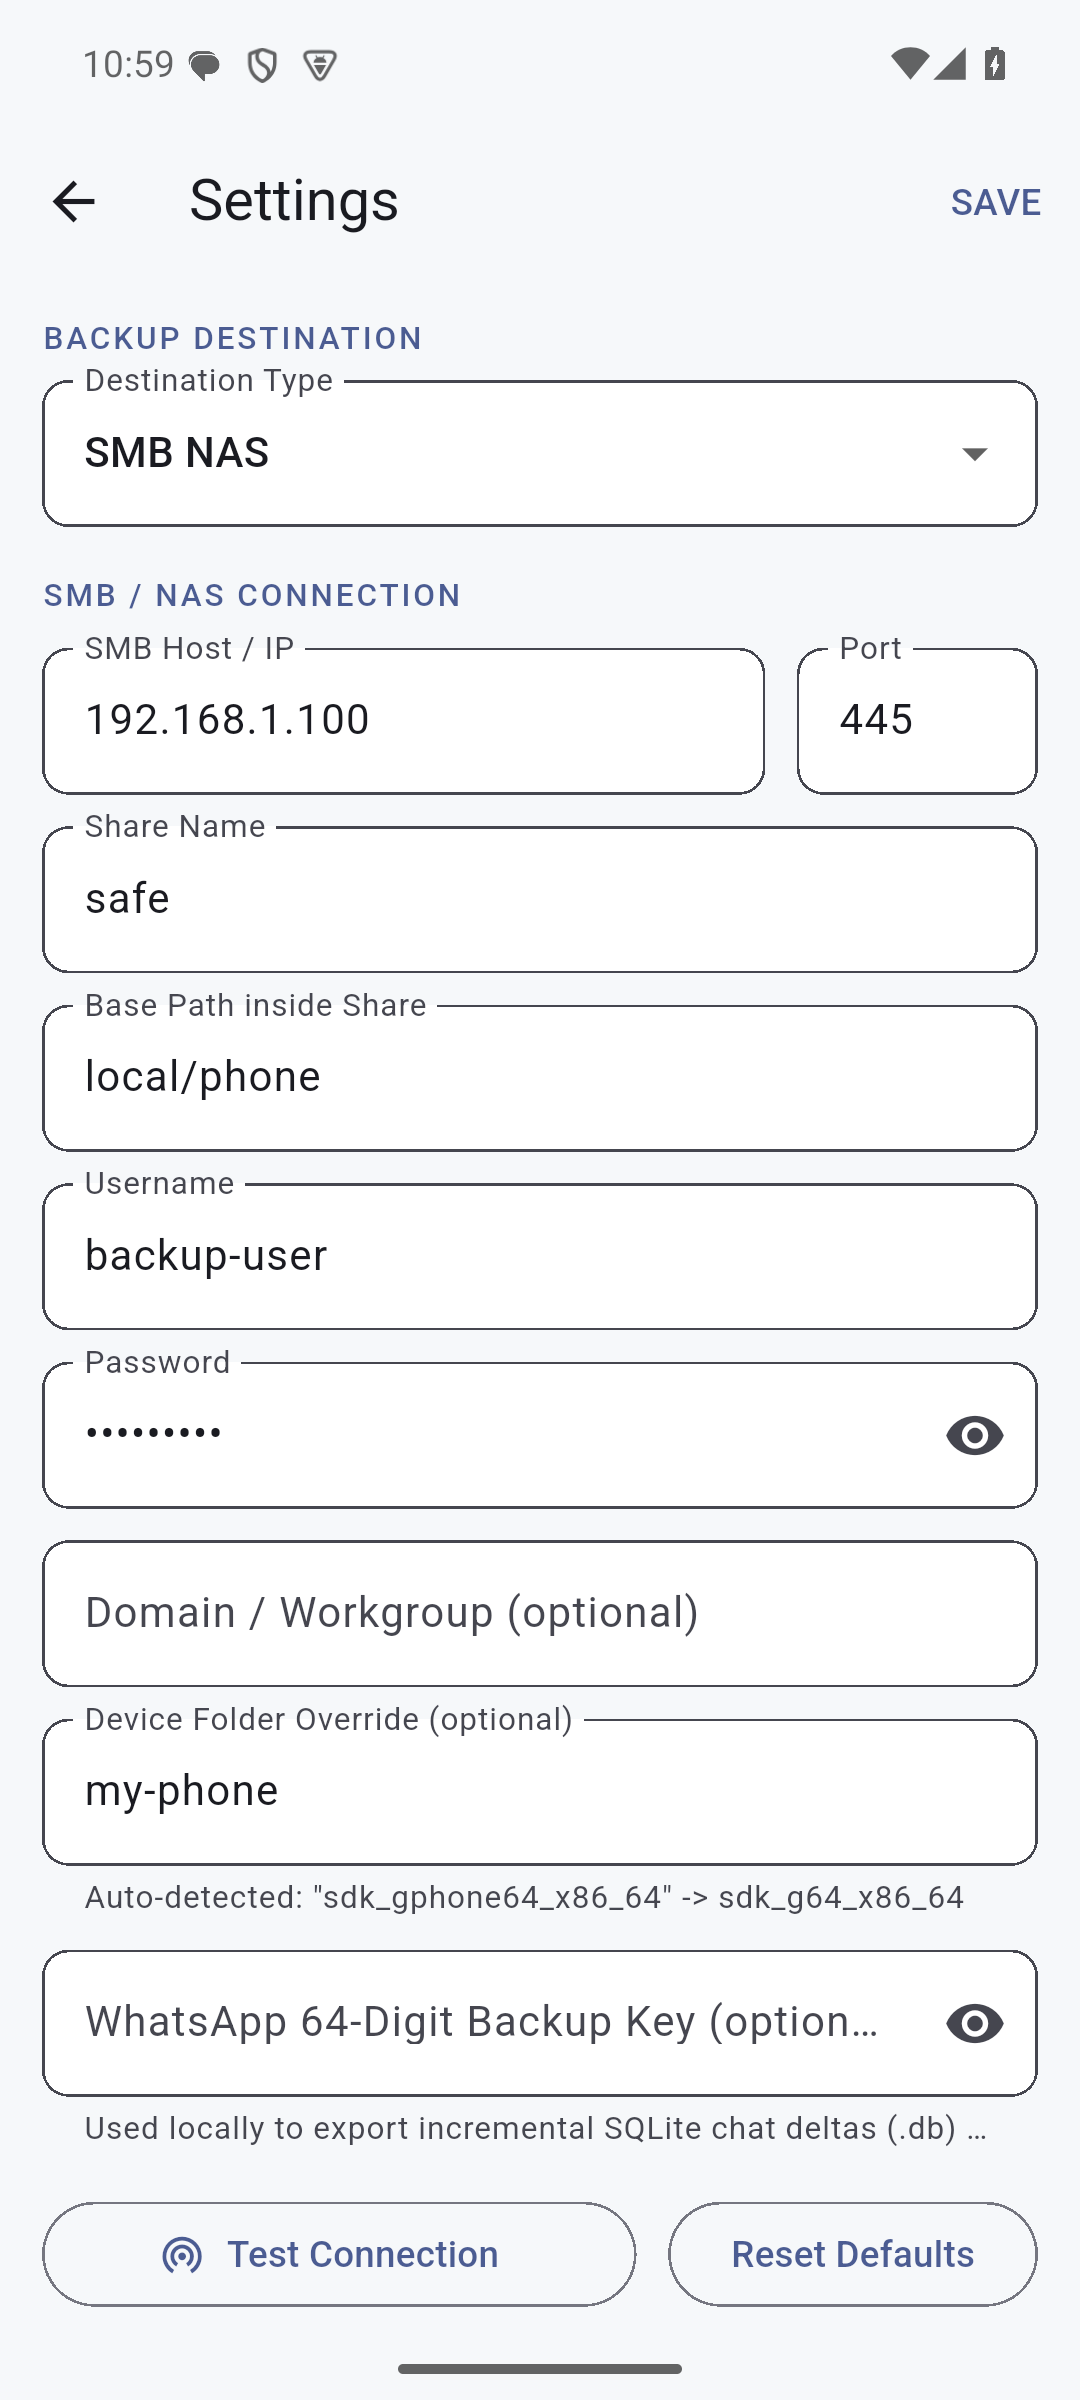 10:59
Settings
SAVE
BACKUP DESTINATION
Destination Type
SMB NAS
SMB / NAS CONNECTION
SMB Host / IP
Port
192.168.1.100
445
Share Name
safe
Base Path inside Share
local/phone
Username
backup-user
Password
•••••••••
Domain / Workgroup (optional)
Device Folder Override (optional)
my-phone
Auto-detected: "sdk_gphone64_x86_64" -> sdk_g64_x86_64
WhatsApp 64-Digit Backup Key (option…
Used locally to export incremental SQLite chat deltas (.db) …
Test Connection
Reset Defaults